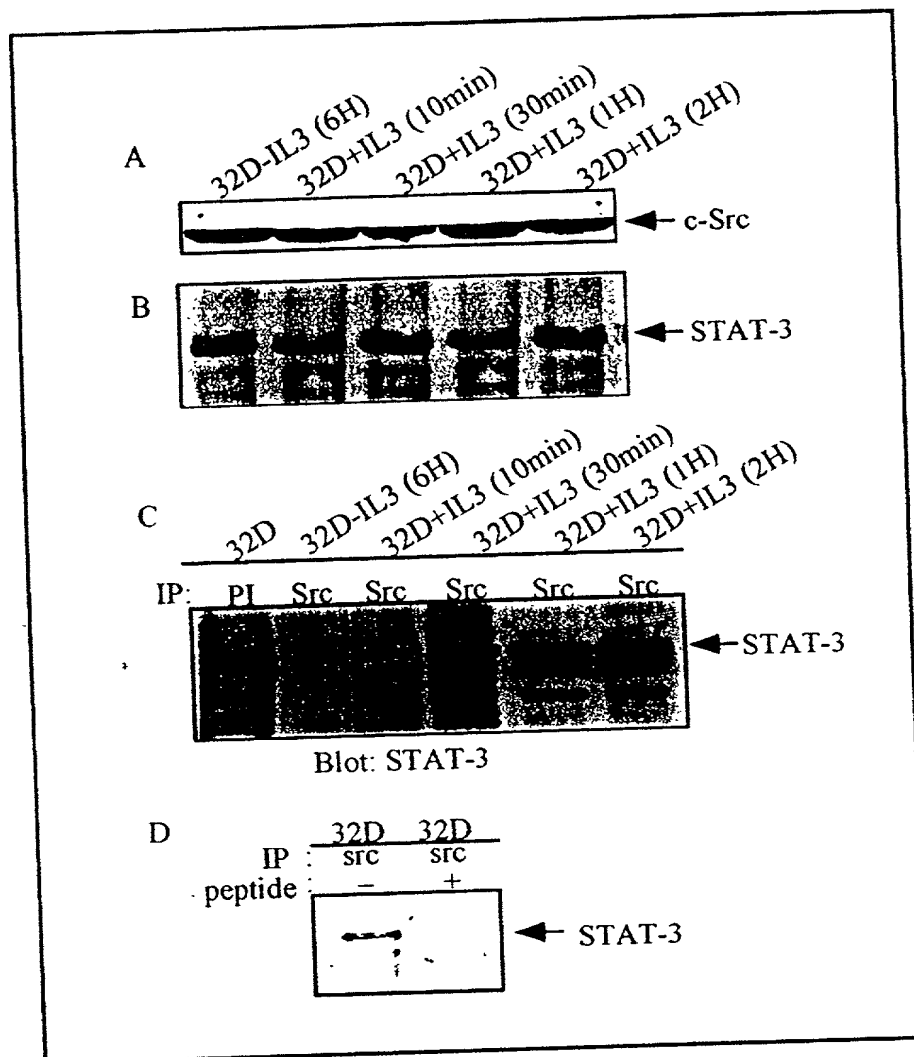 A
32D-IL3 (6H) 32D+IL3 (10min) 32D+IL3 (30min) 32D+IL3 (1H) 32D+IL3 (2H)
c-Src
B
STAT-3
C
32D 32D-IL3 (6H) 32D+IL3 (10min) 32D+IL3 (30min) 32D+IL3 (1H) 32D+IL3 (2H)
IP: PI Src Src Src Src Src
STAT-3
Blot: STAT-3
D
32D 32D
IP : src src
peptide : − +
STAT-3